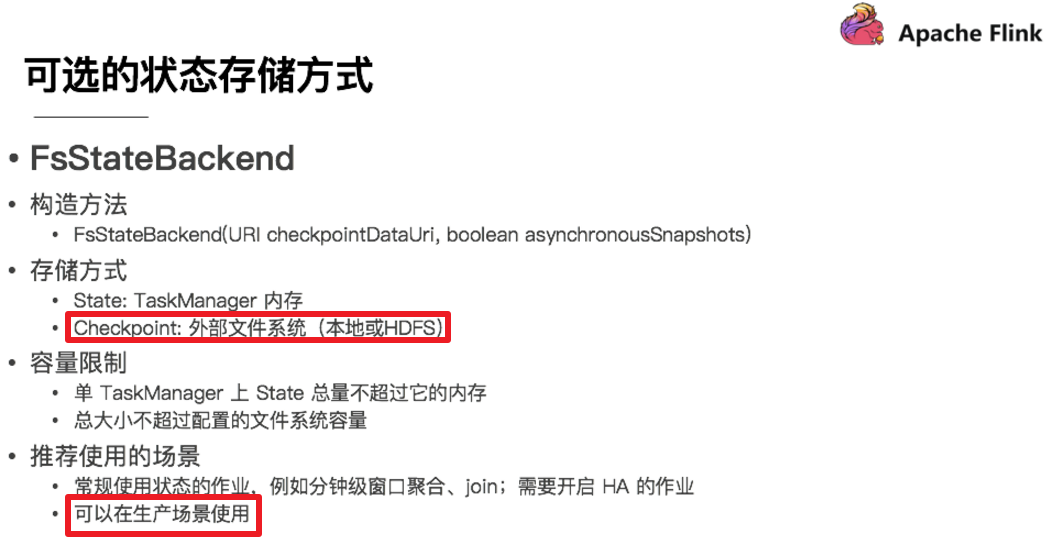 Apache Flink
可选的状态存储方式
• FsStateBackend
• 构造方法
• FsStateBackend(URI checkpointDataUri, boolean asynchronousSnapshots)
• 存储方式
• State: TaskManager 内存
• Checkpoint: 外部文件系统（本地或HDFS）
• 容量限制
• 单 TaskManager 上 State 总量不超过它的内存
• 总大小不超过配置的文件系统容量
• 推荐使用的场景
• 常规使用状态的作业，例如分钟级窗口聚合、join；需要开启 HA 的作业
• 可以在生产场景使用